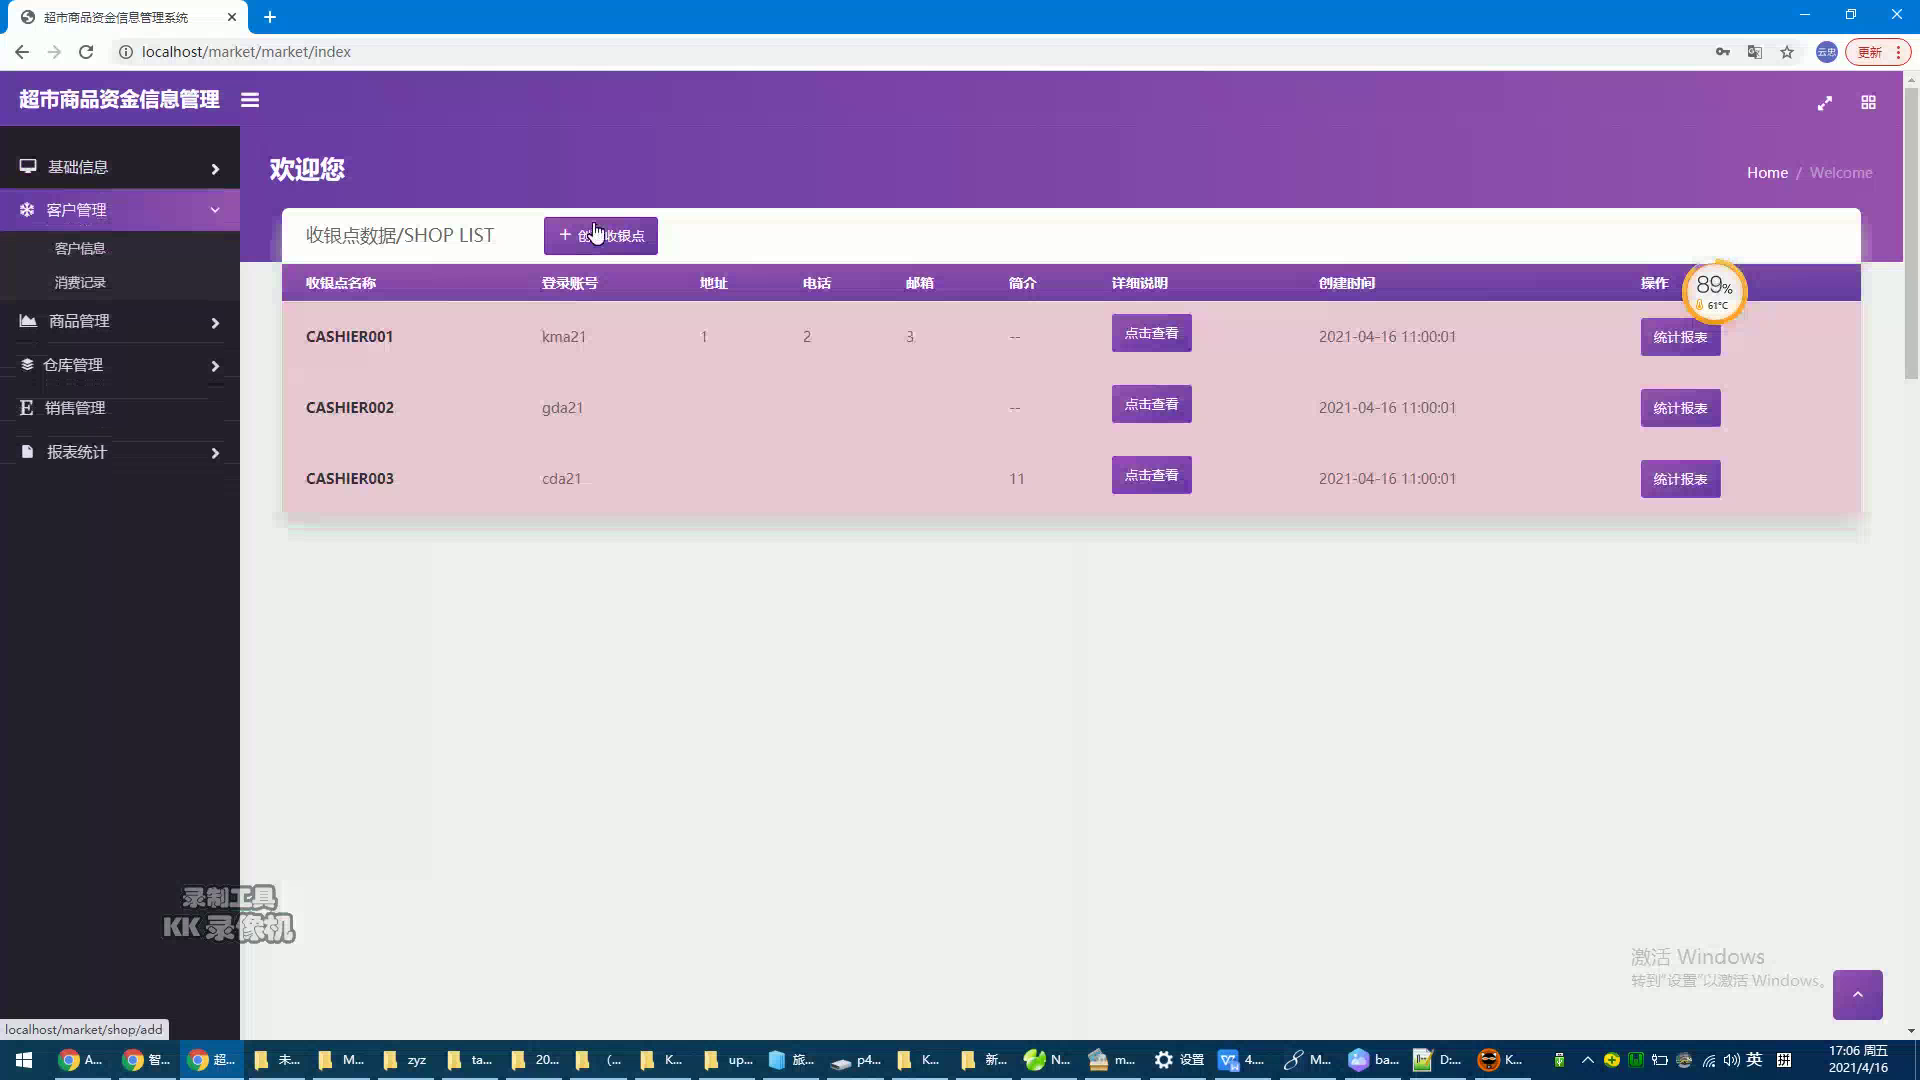 超市商品资金信息管理系统
localhost/market/market/index
云忠
更新
超市商品资金信息管理
基础信息
欢迎您
Home / Welcome
客户管理
客户信息
消费记录
商品管理
仓库管理
销售管理
报表统计
收银点数据/SHOP LIST
+ 创 收银点
收银点名称 登录账号 地址 电话 邮箱 简介 详细说明 创建时间 操作
89%
61°C
CASHIER001 kma21 1 2 3 -- 点击查看 2021-04-16 11:00:01 统计报表
CASHIER002 gda21 -- 点击查看 2021-04-16 11:00:01 统计报表
CASHIER003 cda21 11 点击查看 2021-04-16 11:00:01 统计报表
录制工具
KK 录像机
激活 Windows
转到"设置"以激活 Windows。
localhost/market/shop/add
A... 智... 超... 未... M... zyz ta... 20... (... K... up... 旅... p4... K... 新... N... m... 设置 4.... M... ba... D:... K... 英 拼
17:06 周五
2021/4/16